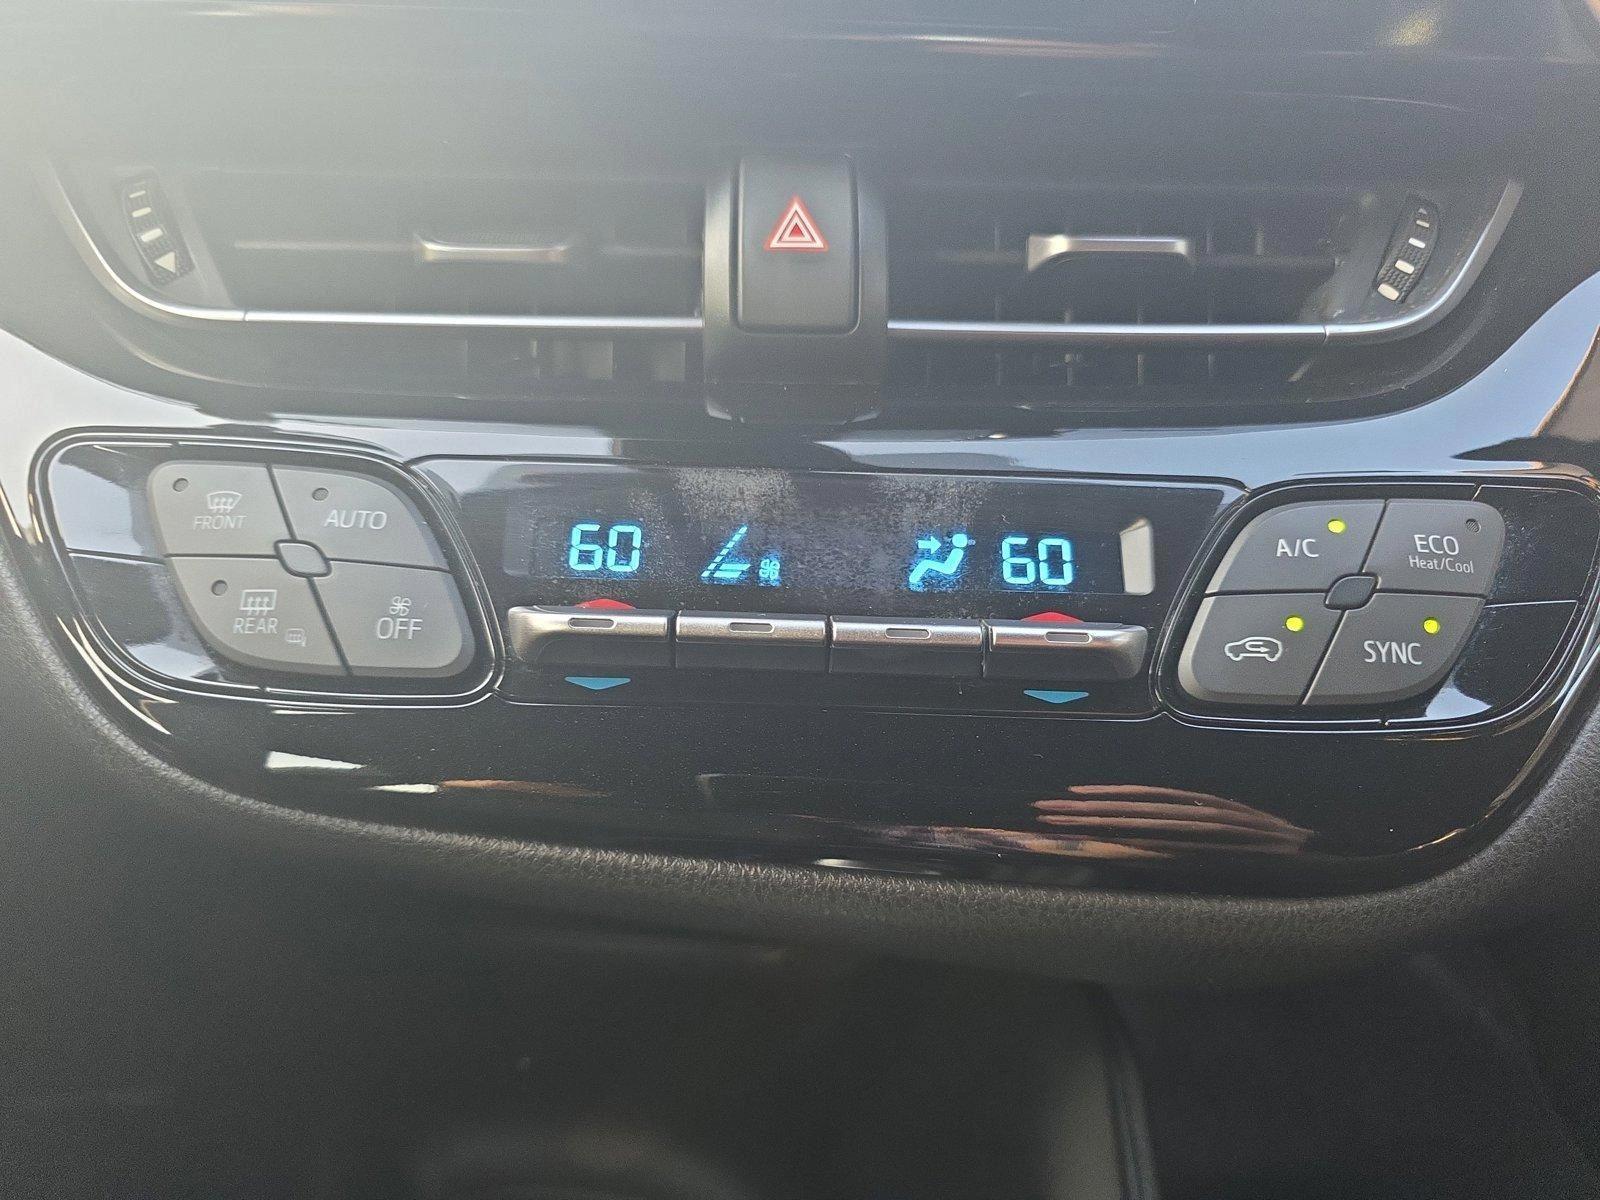 FRONT
AUTO
REAR
OFF
60
60
A/C
ECO
Heat/Cool
SYNC